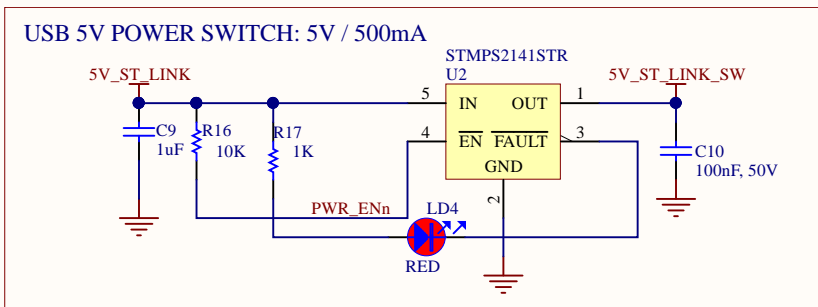 USB 5V POWER SWITCH: 5V / 500mA
STMPS2141STR
5V_ST_LINK
U2
5V_ST_LINK_SW
5
IN
OUT
1
C9
1uF
R16
10K
R17
1K
4
EN
FAULT
3
C10
100nF, 50V
GND
2
PWR_ENn
LD4
RED